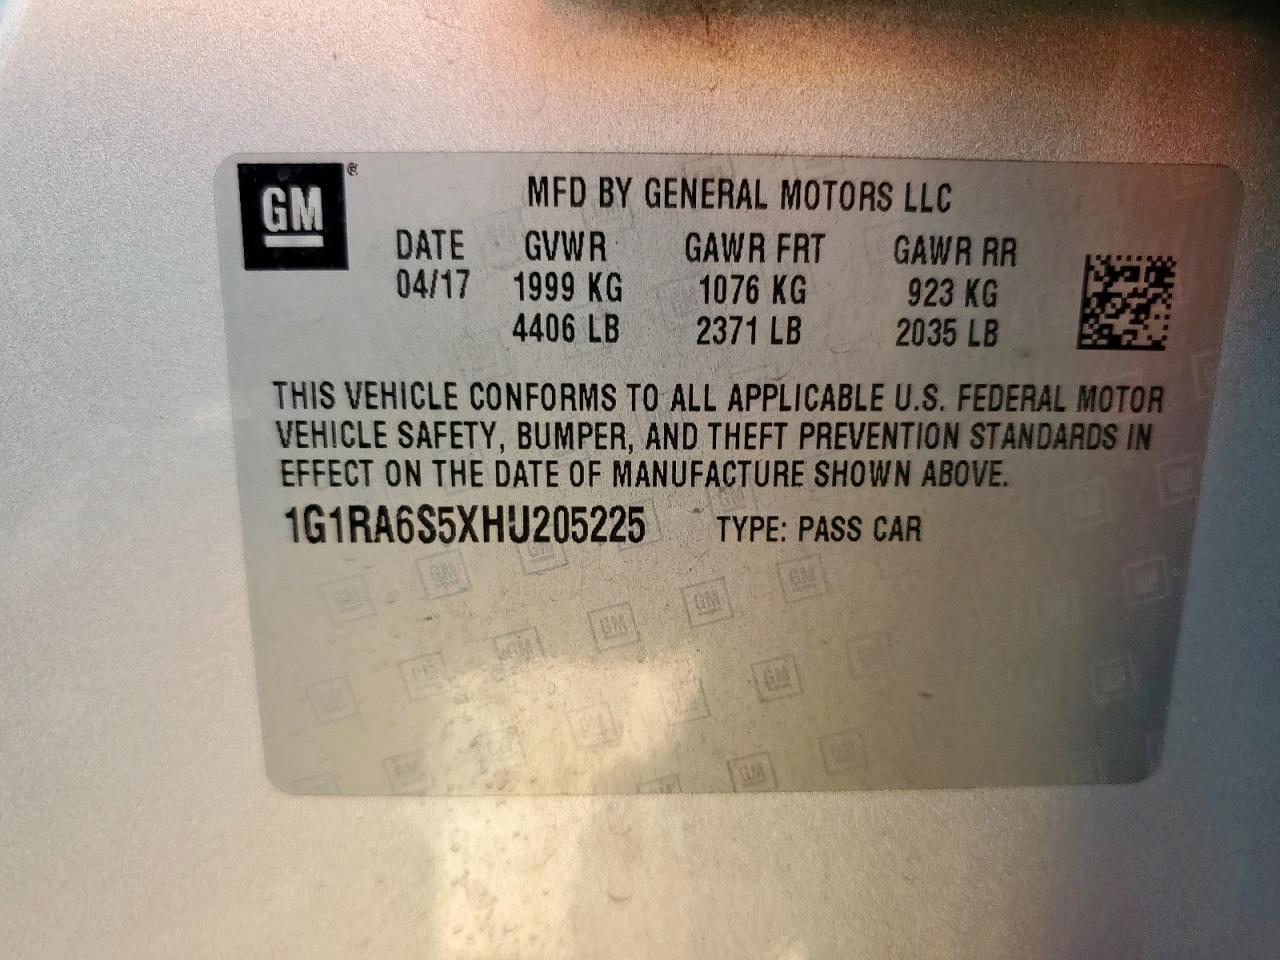 GM ®
MFD BY GENERAL MOTORS LLC
DATE GVWR GAWR FRT GAWR RR
04/17 1999 KG 1076 KG 923 KG
4406 LB 2371 LB 2035 LB
THIS VEHICLE CONFORMS TO ALL APPLICABLE U.S. FEDERAL MOTOR
VEHICLE SAFETY, BUMPER, AND THEFT PREVENTION STANDARDS IN
EFFECT ON THE DATE OF MANUFACTURE SHOWN ABOVE.
1G1RA6S5XHU205225 TYPE: PASS CAR